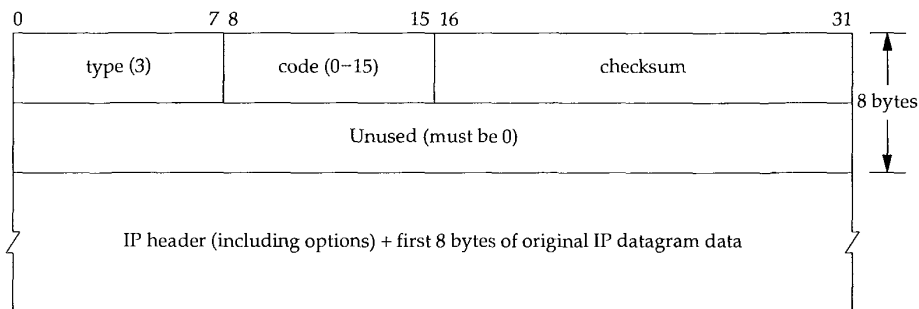 0 7 8 15 16 31
type (3) code (0–15) checksum
8 bytes
Unused (must be 0)
IP header (including options) + first 8 bytes of original IP datagram data